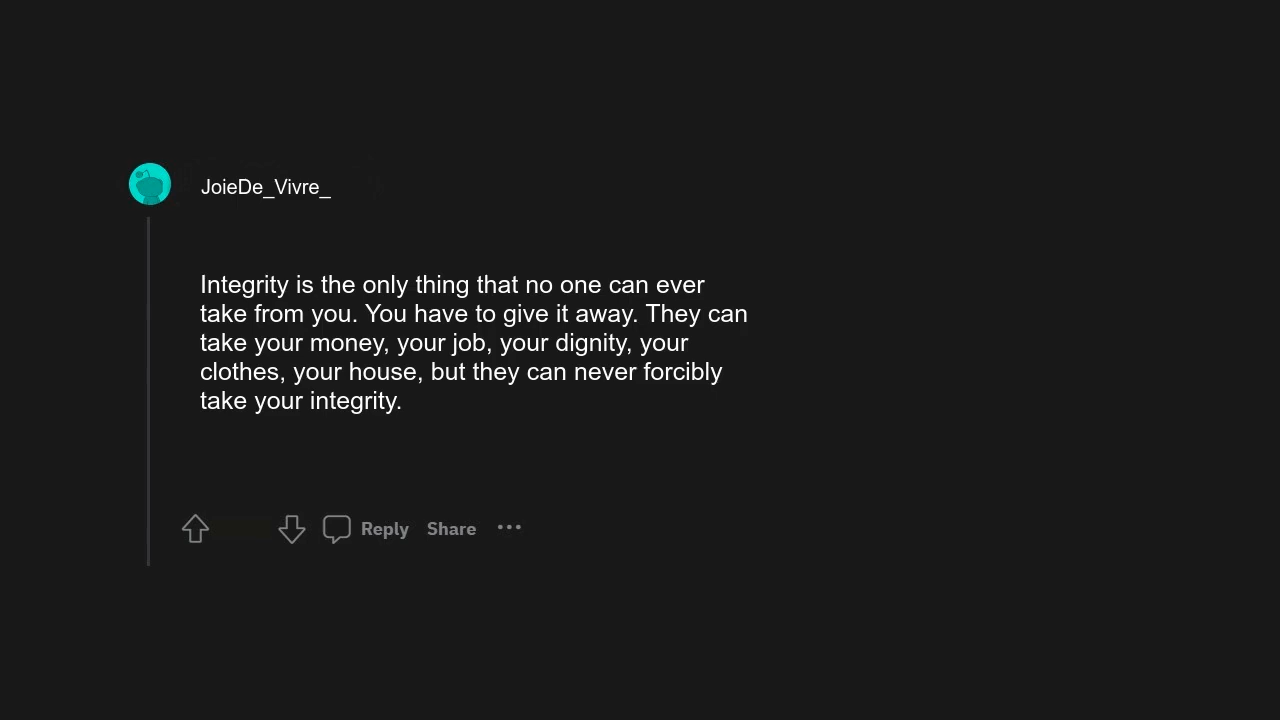 JoieDe_Vivre_
Integrity is the only thing that no one can ever
take from you. You have to give it away. They can
take your money, your job, your dignity, your
clothes, your house, but they can never forcibly
take your integrity.
Reply Share